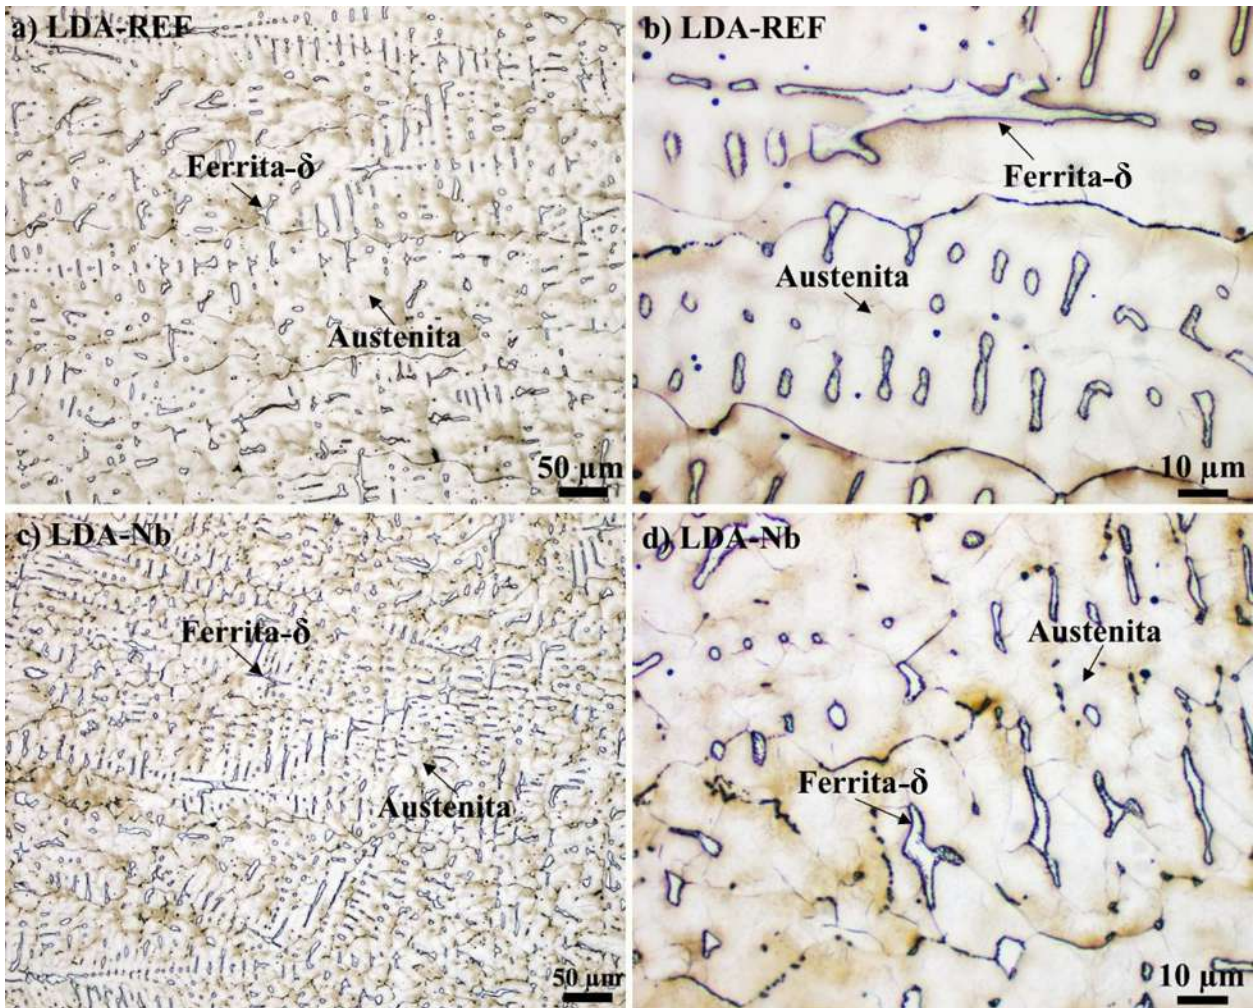 a) LDA-REF
Ferrita-δ
Austenita
50 μm
b) LDA-REF
Ferrita-δ
Austenita
10 μm
c) LDA-Nb
Ferrita-δ
Austenita
50 μm
d) LDA-Nb
Austenita
Ferrita-δ
10 μm